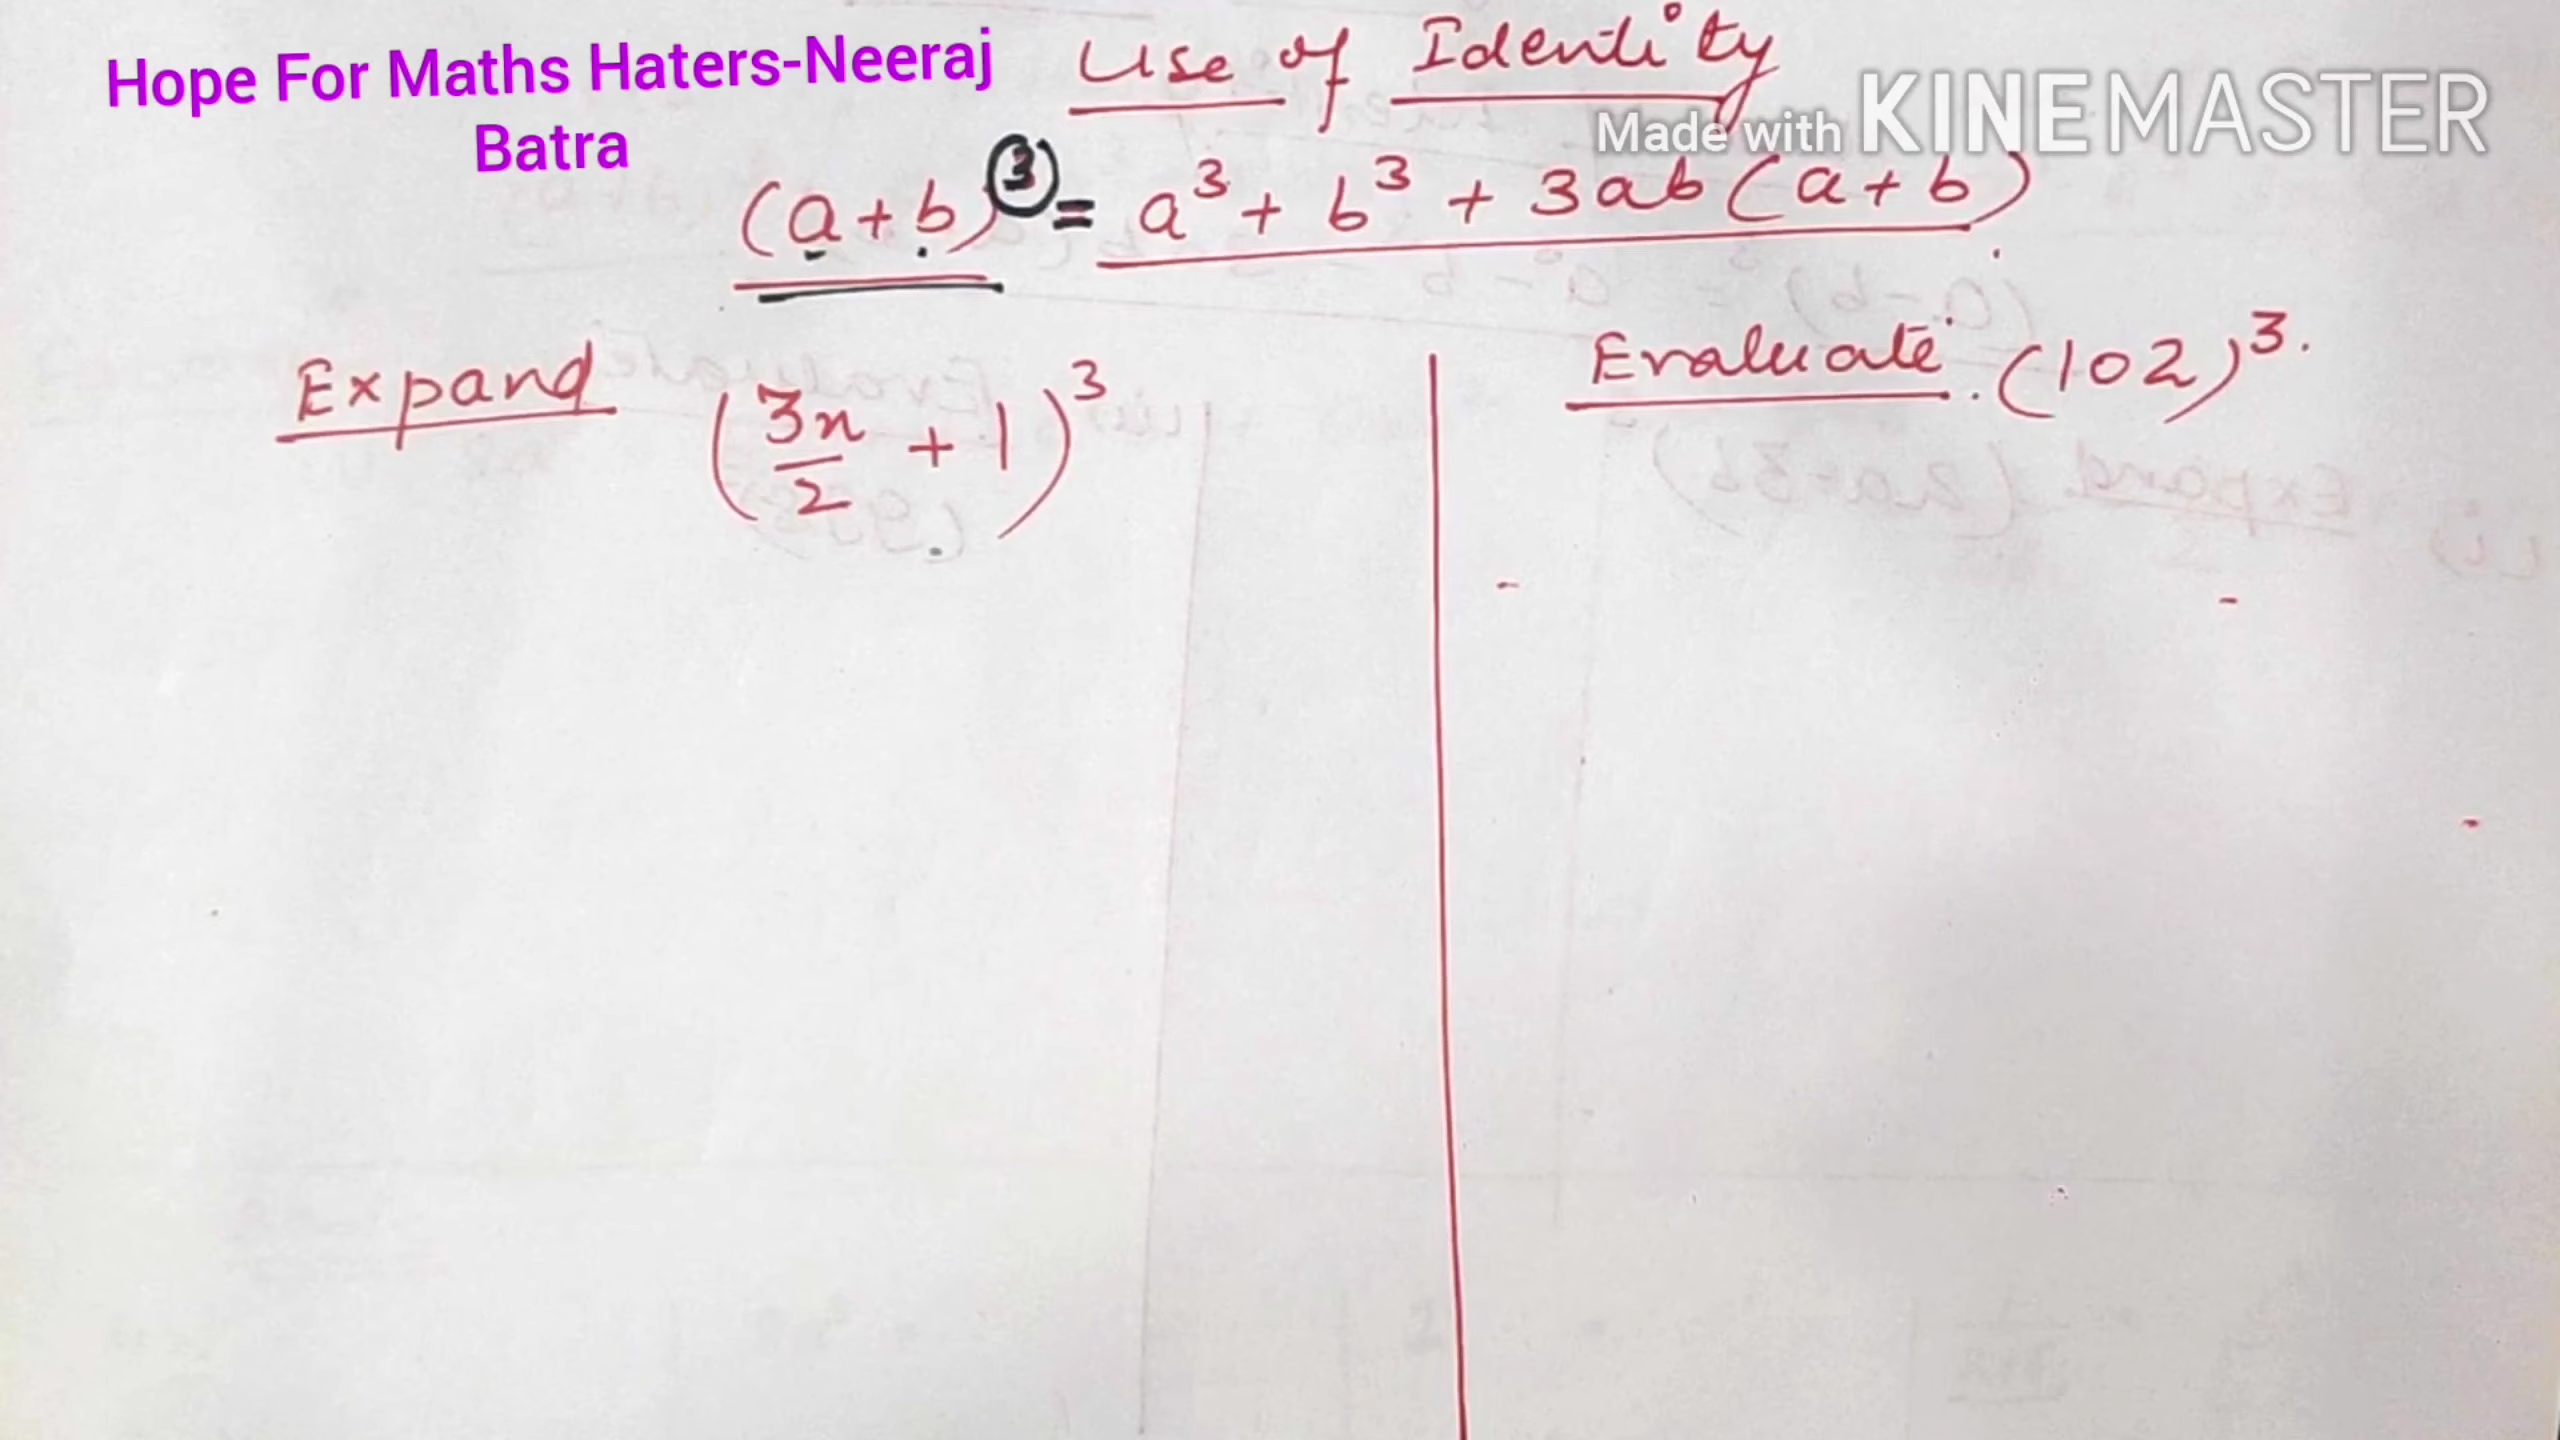 Hope For Maths Haters-Neeraj
Batra
Use of Identity
Made with KINEMASTER
(a+b)³ = a³ + b³ + 3ab(a+b)
Expand (3x/2 + 1)³
Evaluate. (102)³.